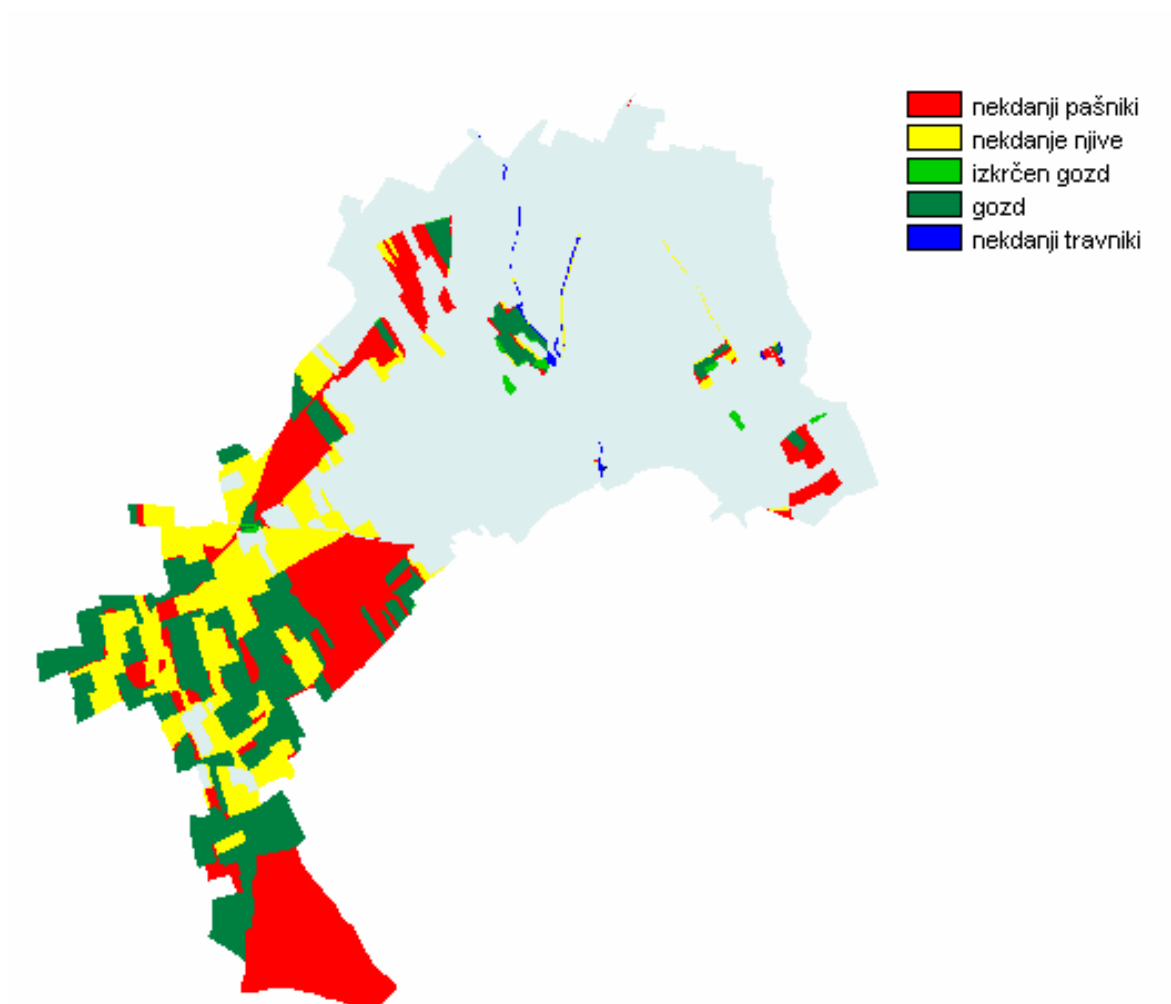 nekdanji pašniki
nekdanje njive
izkrčen gozd
gozd
nekdanji travniki